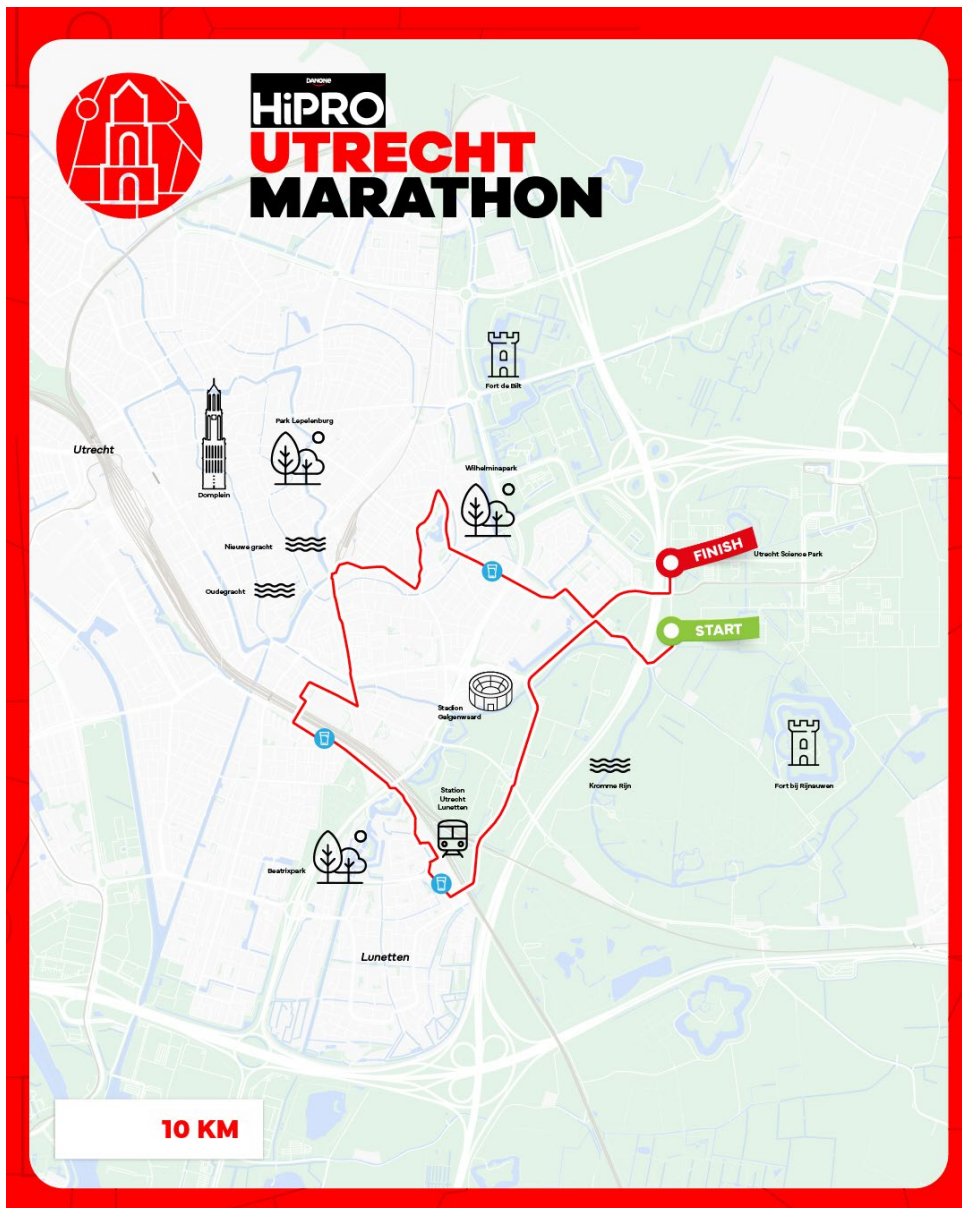 DANONE
HiPRO
UTRECHT
MARATHON
Fort de Bilt
Park Lepelenburg
Utrecht
Wilhelminapark
Domplein
FINISH
Nieuwe gracht
Utrecht Science Park
Oudegracht
START
Stadion
Galgenwaard
Station
Utrecht
Lunetten
Kromme Rijn
Fort bij Rijnauwen
Beatrixpark
Lunetten
10 KM